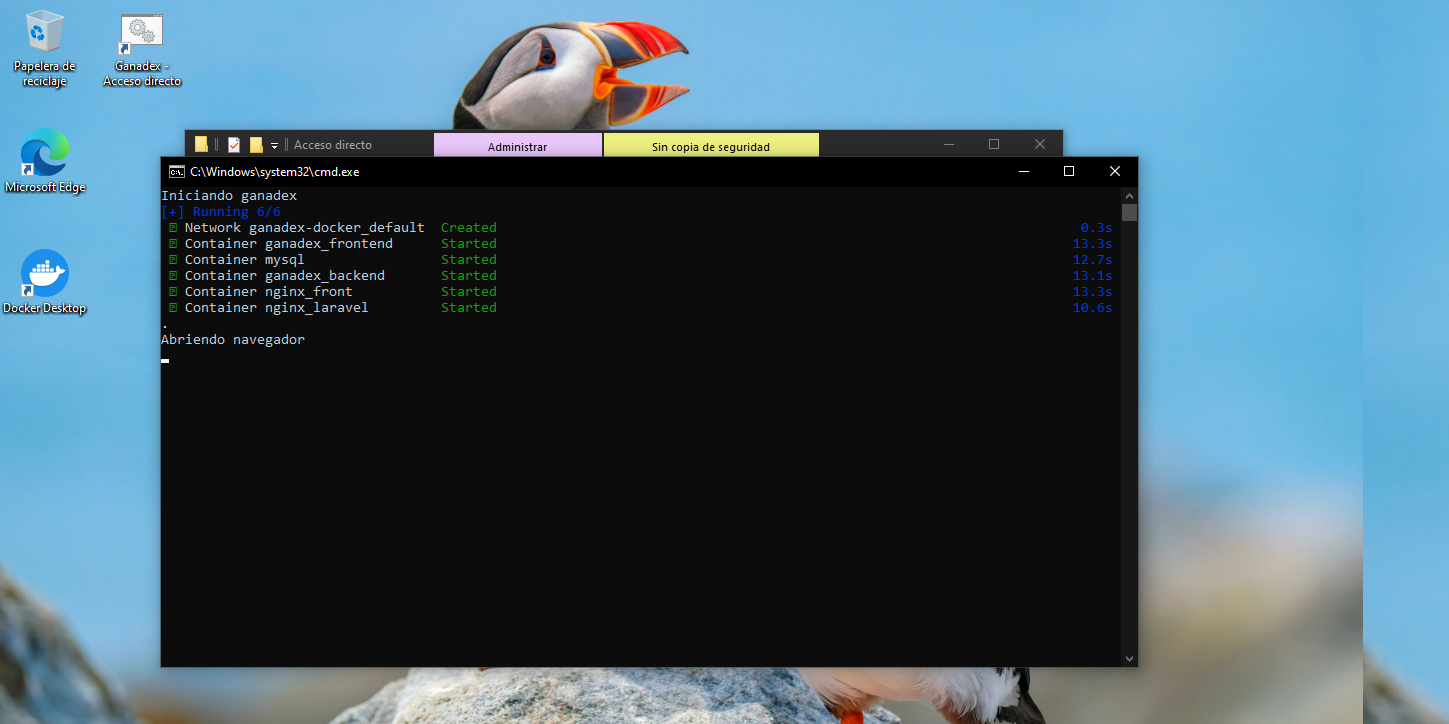 Papelera de
reciclaje
Ganadex -
Acceso directo
Microsoft Edge
Docker Desktop
Acceso directo
Administrar
Sin copia de seguridad
C:\Windows\system32\cmd.exe
Iniciando ganadex
[+] Running 6/6
Network ganadex-docker_default Created 0.3s
Container ganadex_frontend Started 13.3s
Container mysql Started 12.7s
Container ganadex_backend Started 13.1s
Container nginx_front Started 13.3s
Container nginx_laravel Started 10.6s
.
Abriendo navegador